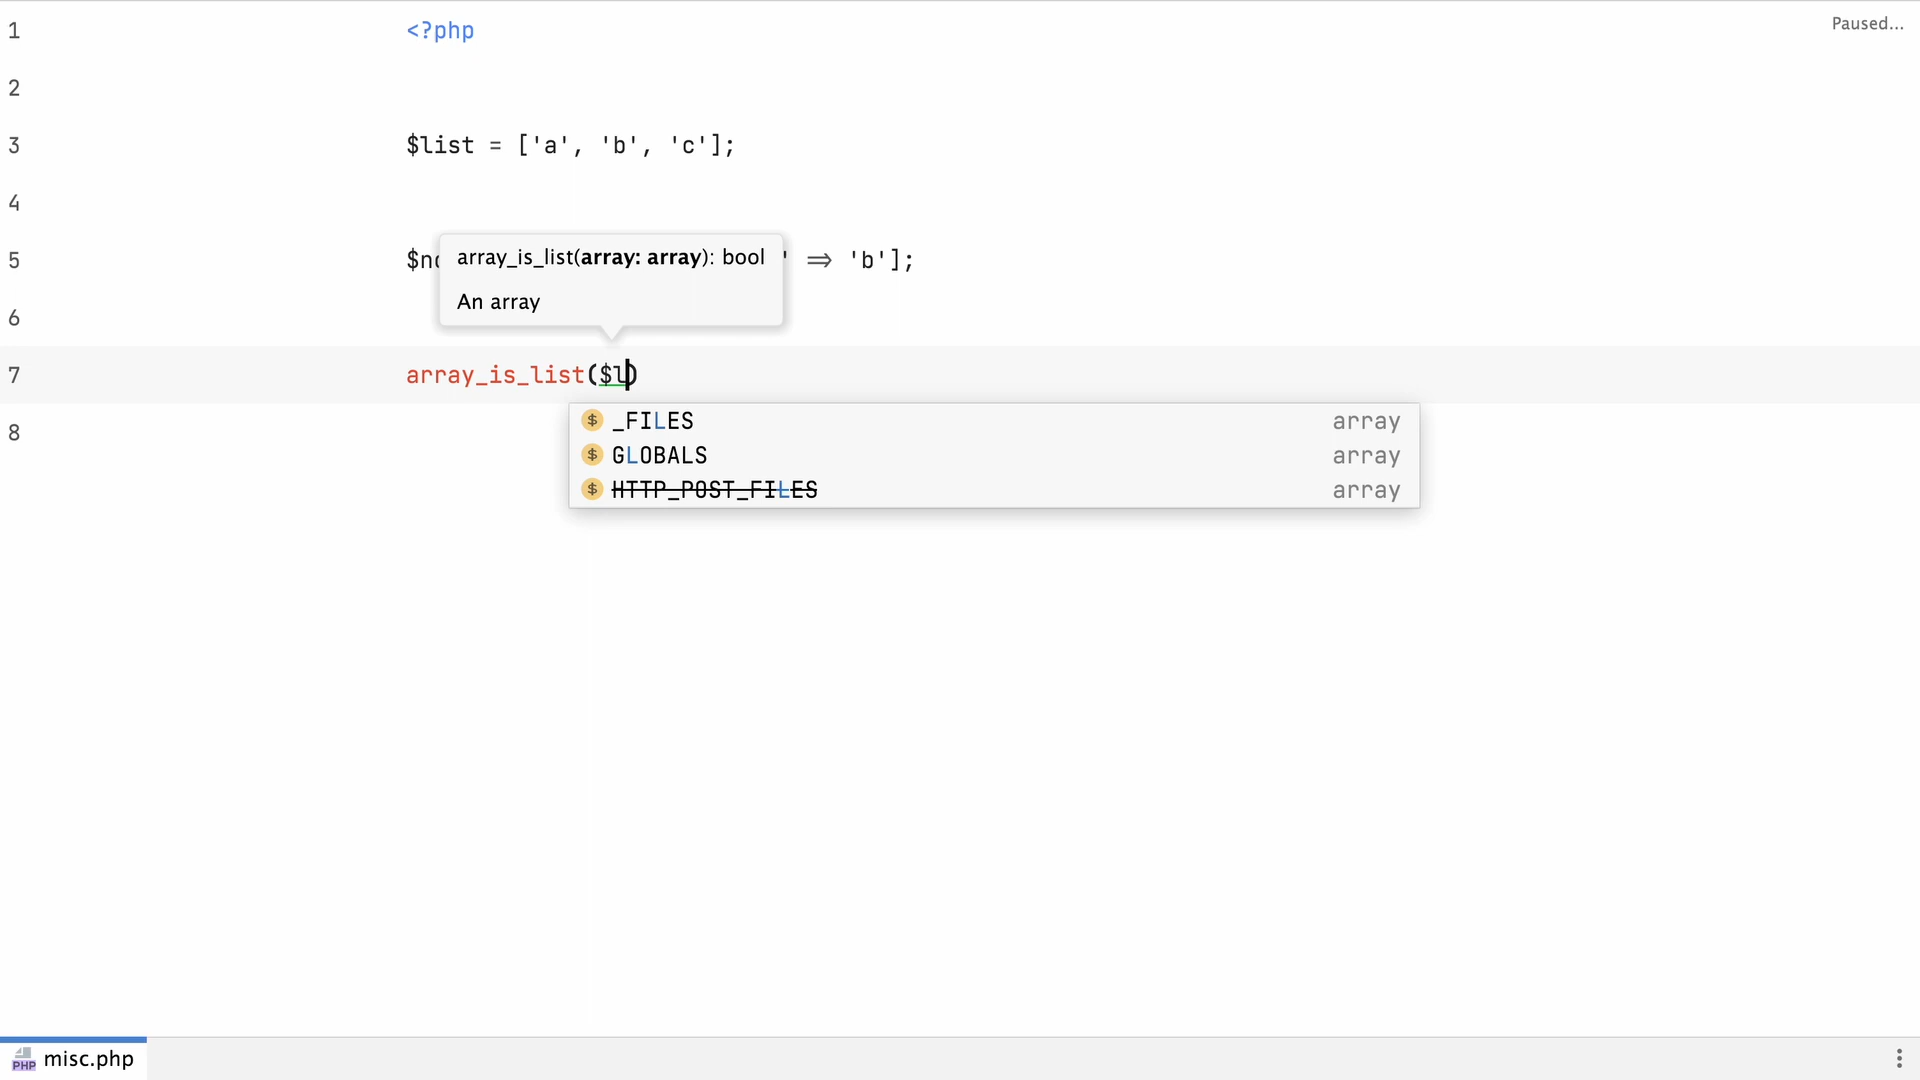 1 <?php
Paused...
2
3 $list = ['a', 'b', 'c'];
4
array_is_list(array: array): bool
An array
5 ' => 'b'];
6
7 array_is_list($l)
8
$ _FILES array
$ GLOBALS array
$ HTTP_POST_FILES array
PHP misc.php